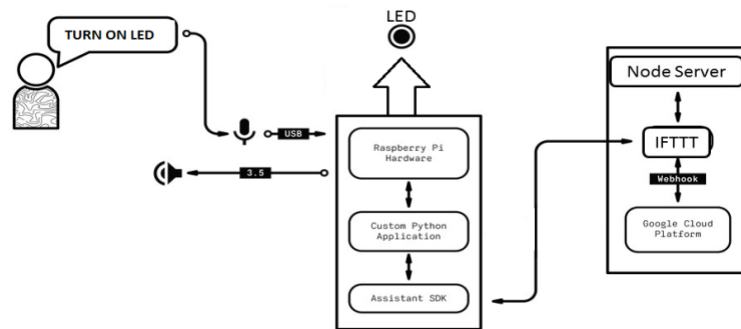 LED
TURN ON LED
Node Server
USB
Raspberry Pi
Hardware
IFTTT
3.5
Webhook
Custom Python
Application
Google Cloud
Platform
Assistant SDK